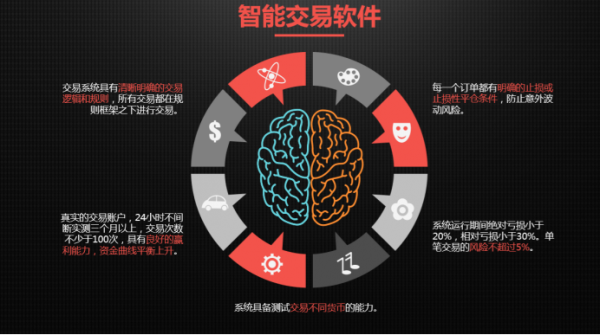 智能交易软件
交易系统具有清晰明确的交易
逻辑和规则，所有交易都在规
则框架之下进行交易。
每一个订单都有明确的止损或
止损性平仓条件，防止意外波
动风险。
$
真实的交易账户，24小时不间
断实测三个月以上，交易次数
不少于100次，具有良好的赢
利能力，资金曲线平衡上升。
系统运行期间绝对亏损小于
20%，相对亏损小于30%。单
笔交易的风险不超过5%。
系统具备测试交易不同货币的能力。